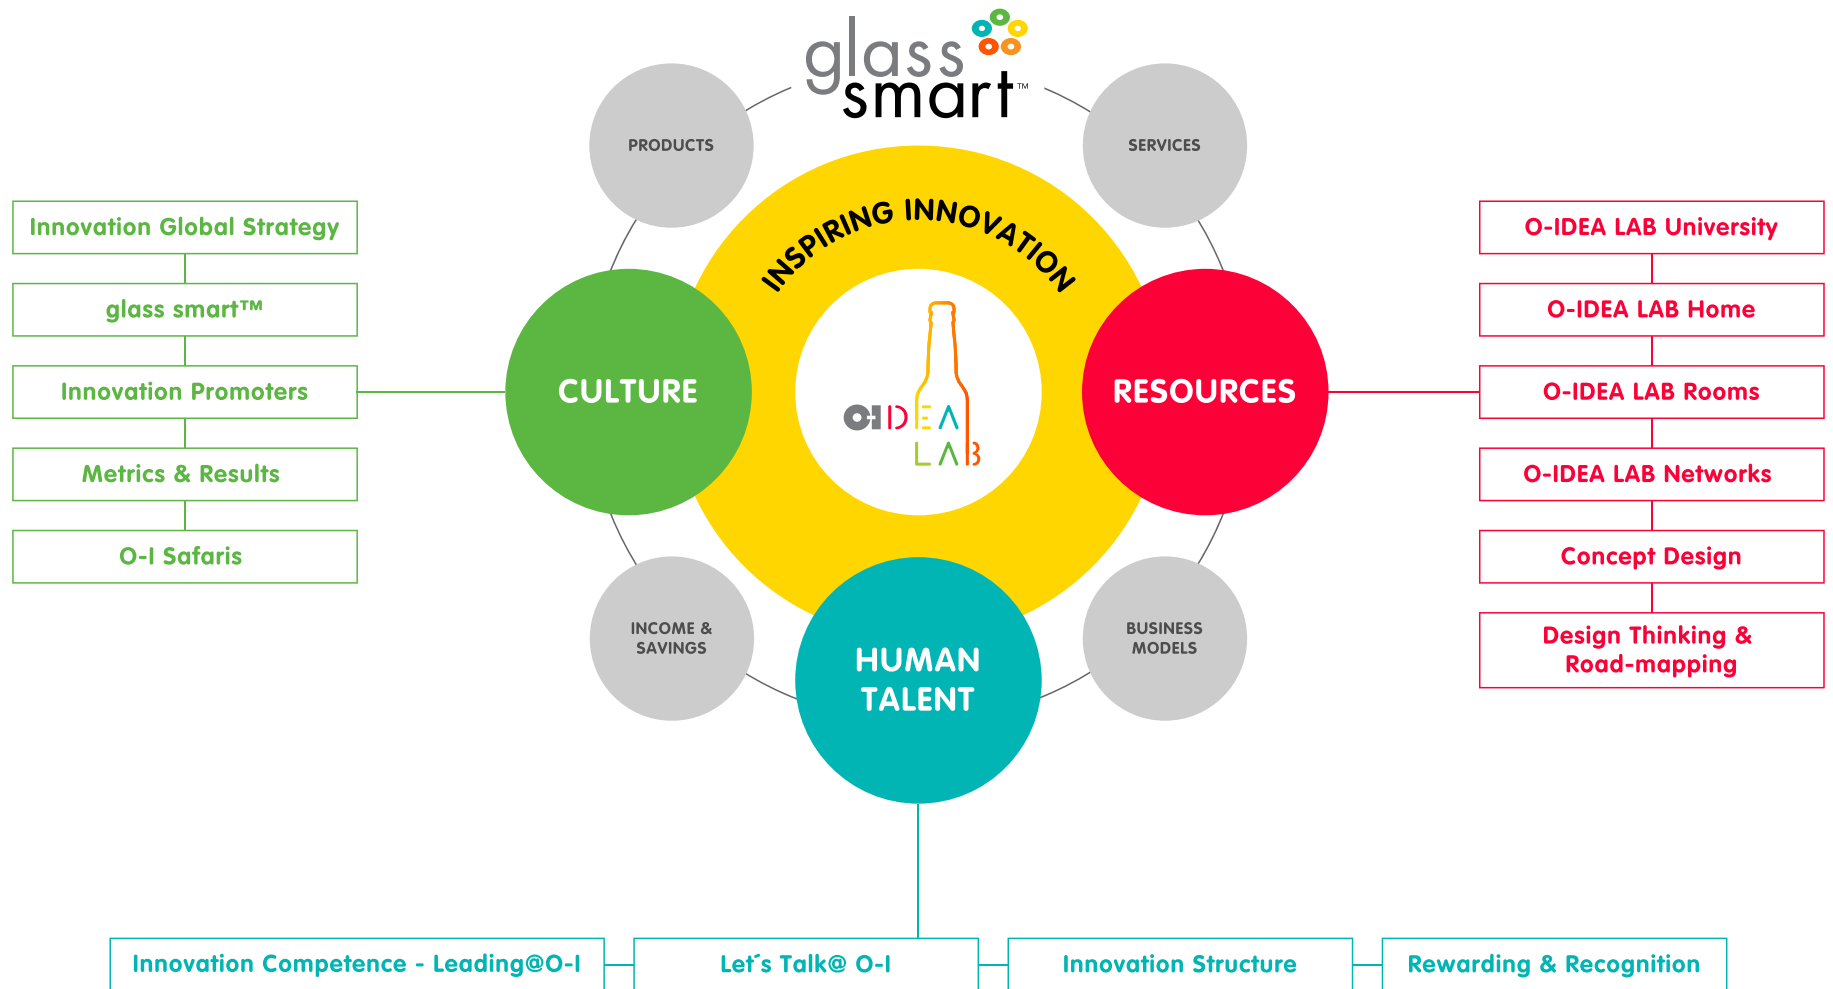 glass
smart™
PRODUCTS
SERVICES
INSPIRING INNOVATION
Innovation Global Strategy
glass smart™
Innovation Promoters
Metrics & Results
O-I Safaris
CULTURE
O-I IDEA
LAB
RESOURCES
O-IDEA LAB University
O-IDEA LAB Home
O-IDEA LAB Rooms
O-IDEA LAB Networks
Concept Design
Design Thinking &
Road-mapping
INCOME &
SAVINGS
BUSINESS
MODELS
HUMAN
TALENT
Innovation Competence - Leading@O-I
Let´s Talk@ O-I
Innovation Structure
Rewarding & Recognition